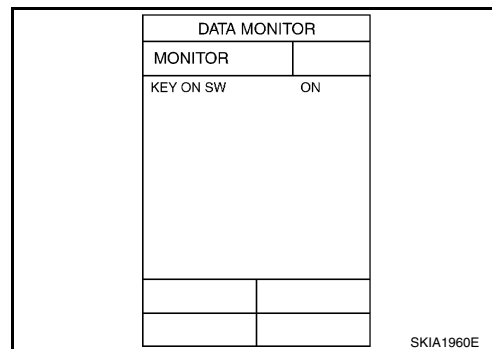 DATA MONITOR
MONITOR
KEY ON SW ON
SKIA1960E